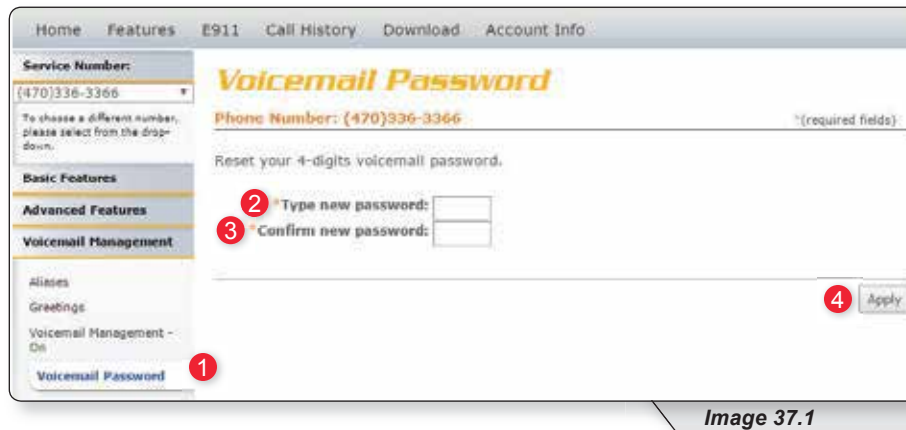 Home Features E911 Call History Download Account Info
Service Number:
(470)336-3366
To choose a different number,
please select from the drop-
down.
Basic Features
Advanced Features
Voicemail Management
Aliases
Greetings
Voicemail Management -
On
Voicemail Password
1
Voicemail Password
Phone Number: (470)336-3366
*(required fields)
Reset your 4-digits voicemail password.
2 *Type new password:
3 *Confirm new password:
4 Apply
Image 37.1